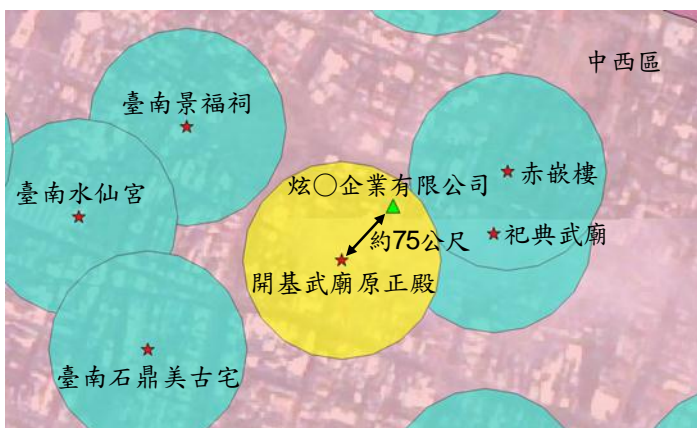 中西區
臺南景福祠
臺南水仙宮
炫○企業有限公司
赤嵌樓
約75公尺
祀典武廟
開基武廟原正殿
臺南石鼎美古宅